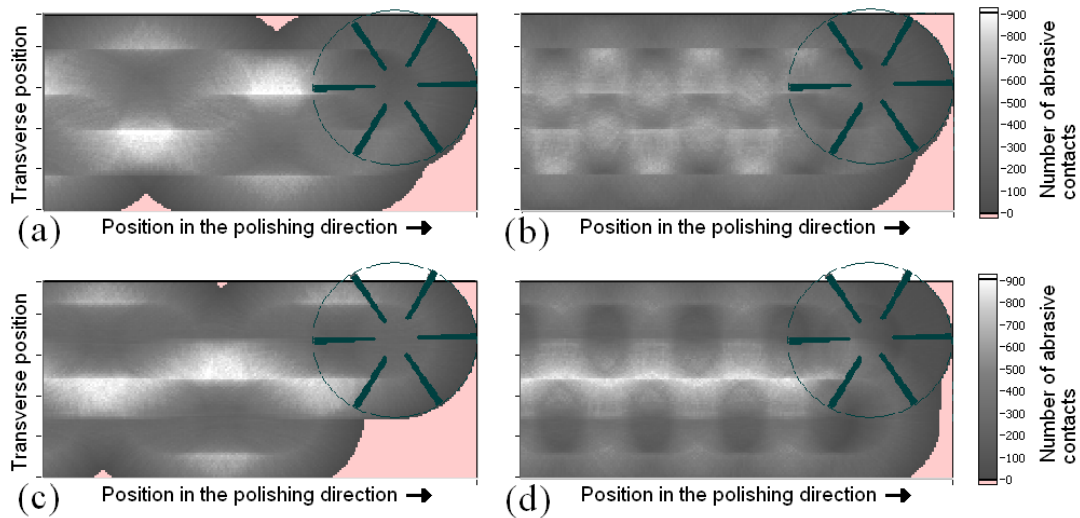 Transverse position
(a)
Position in the polishing direction
(b)
Position in the polishing direction
900
800
700
600
500
400
300
200
100
0
Number of abrasive
contacts
Transverse position
(c)
Position in the polishing direction
(d)
Position in the polishing direction
900
800
700
600
500
400
300
200
100
0
Number of abrasive
contacts